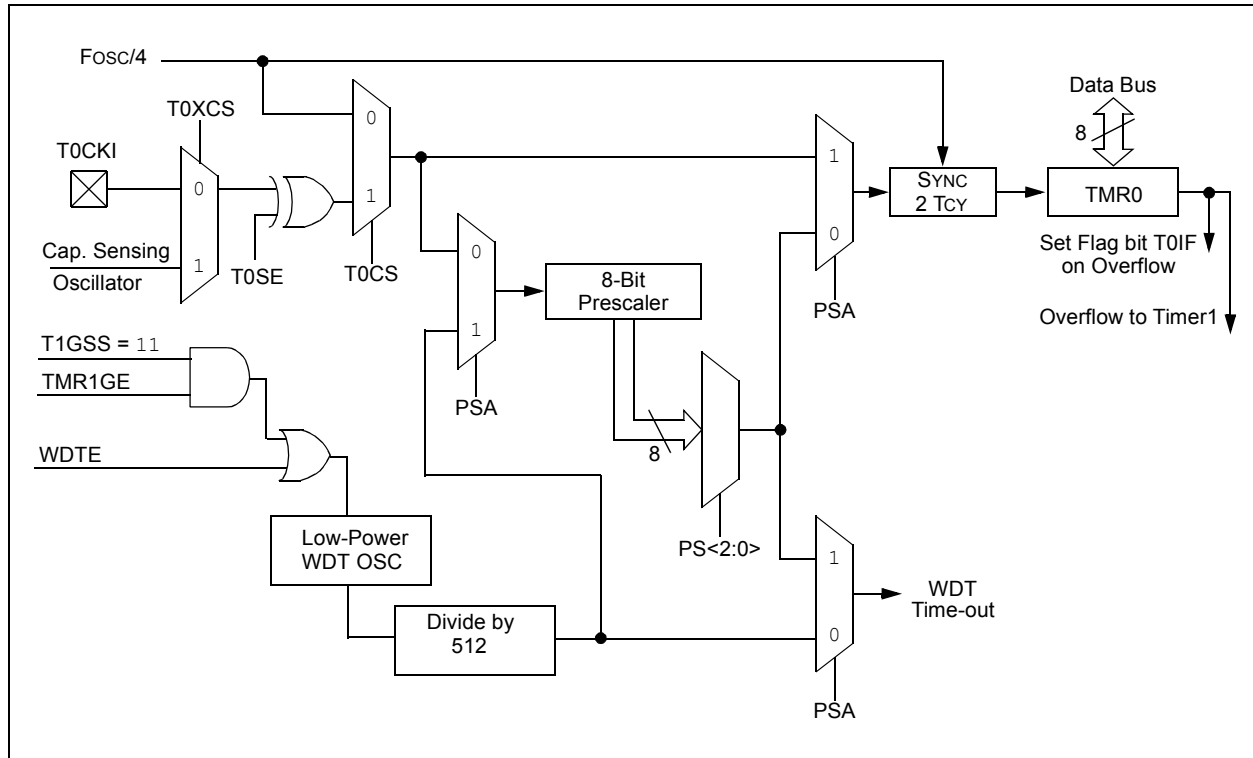 FOSC/4
T0XCS
T0CKI
0
1
Cap. Sensing
Oscillator
T0SE
0
1
T0CS
0
1
PSA
8-Bit
Prescaler
8
PS<2:0>
1
0
PSA
SYNC
2 TCY
Data Bus
8
TMR0
Set Flag bit T0IF
on Overflow
Overflow to Timer1
T1GSS = 11
TMR1GE
WDTE
Low-Power
WDT OSC
Divide by
512
1
0
PSA
WDT
Time-out